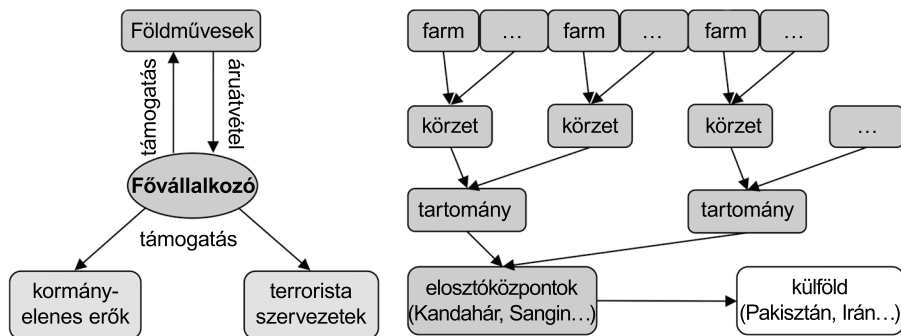 Földművesek
támogatás
áruátvétel
Fővállalkozó
támogatás
kormány-
elenes erők
terrorista
szervezetek
farm
...
farm
...
farm
...
körzet
körzet
körzet
...
tartomány
tartomány
elosztóközpontok
(Kandahár, Sangin...)
külföld
(Pakisztán, Irán...)